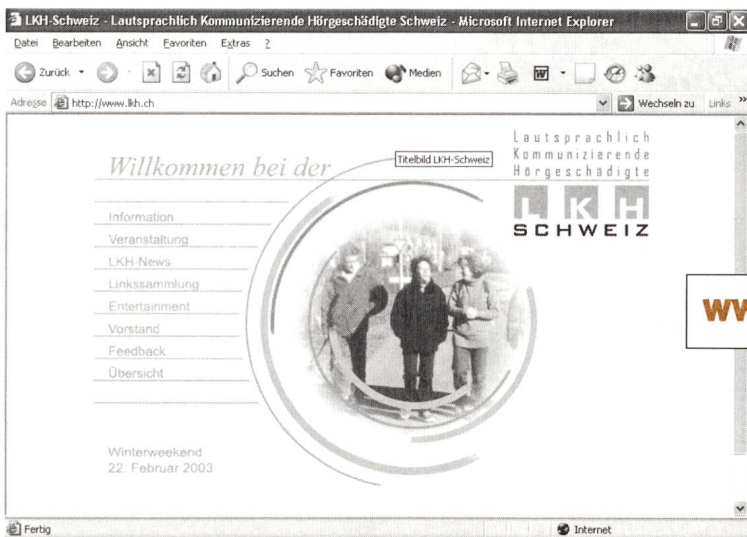 LKH-Schweiz - Lautsprachlich Kommunizierende Hörgeschädigte Schweiz - Microsoft Internet Explorer
Datei Bearbeiten Ansicht Favoriten Extras ?
Zurück Suchen Favoriten Medien
Adresse http://www.lkh.ch Wechseln zu Links »
Lautsprachlich
Kommunizierende
Hörgeschädigte
LKH
SCHWEIZ
Willkommen bei der
Titelbild LKH-Schweiz
Information
Veranstaltung
LKH-News
Linkssammlung
Entertainment
Vorstand
Feedback
Übersicht
Winterweekend
22. Februar 2003
Fertig Internet